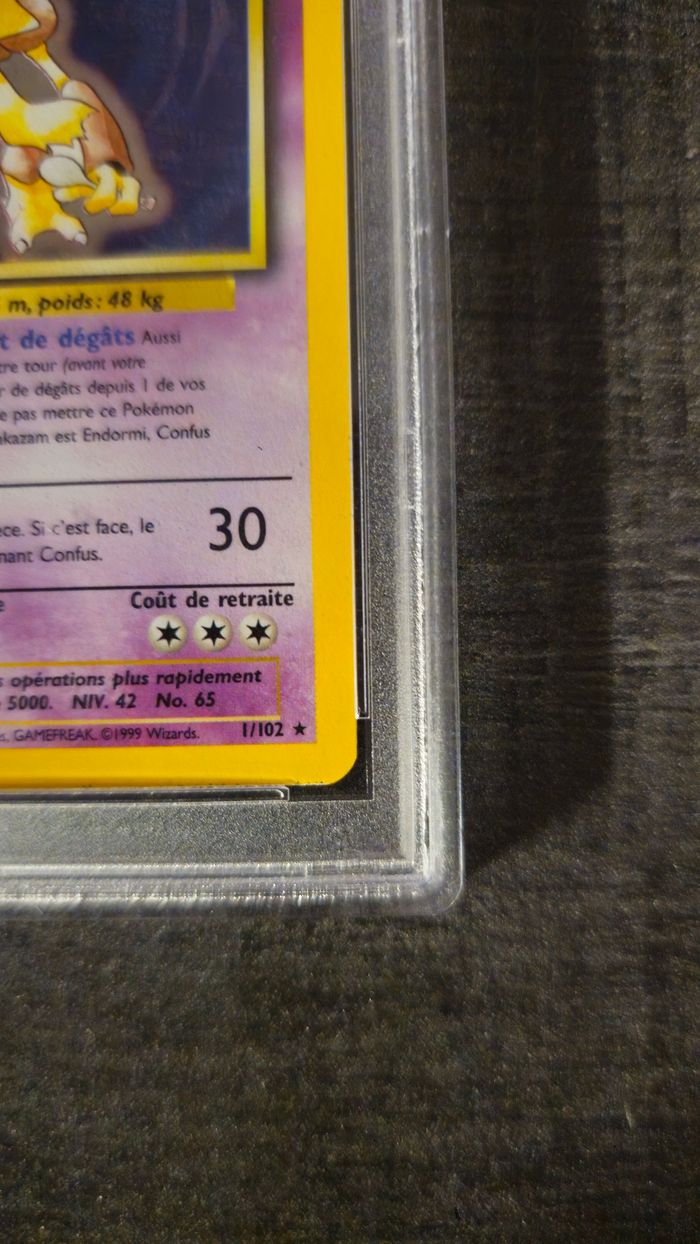 m, poids: 48 kg
t de dégâts Aussi
tre tour (avant votre
r de dégâts depuis 1 de vos
e pas mettre ce Pokémon
akazam est Endormi, Confus
ce. Si c'est face, le
nant Confus.
30
e
Coût de retraite
s opérations plus rapidement
5000. NIV. 42 No. 65
s, GAMEFREAK. ©1999 Wizards.
1/102 ★